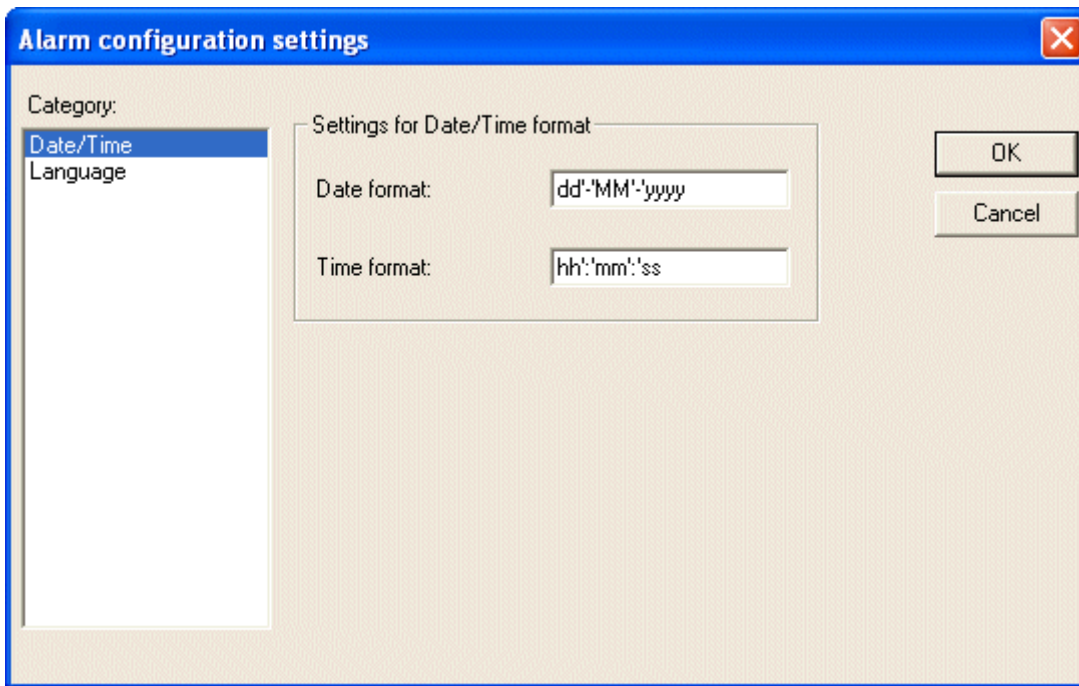 Alarm configuration settings
Category:
Date/Time
Language
Settings for Date/Time format
Date format:
dd'-'MM'-'yyyy
Time format:
hh':'mm':'ss
OK
Cancel